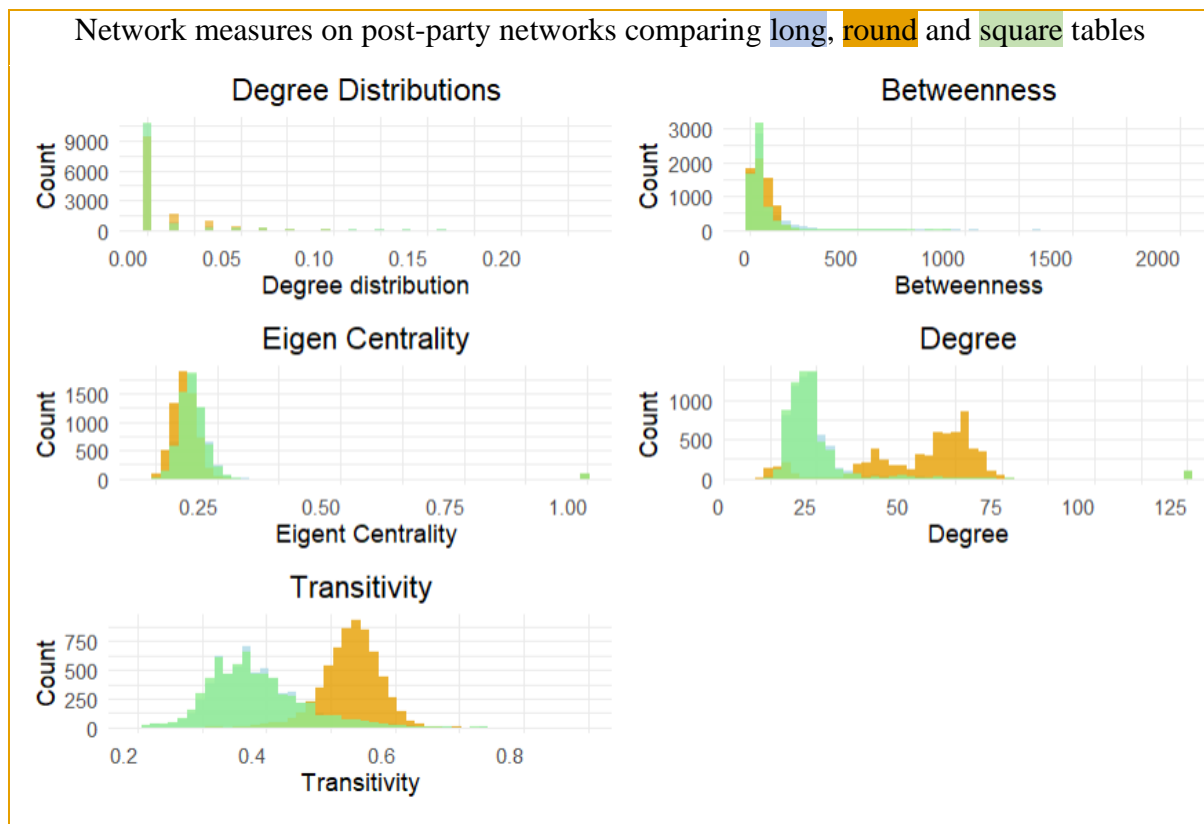 Network measures on post-party networks comparing long, round and square tables
Degree Distributions
Count
9000
6000
3000
0
0.00 0.05 0.10 0.15 0.20
Degree distribution
Betweenness
Count
3000
2000
1000
0
0 500 1000 1500 2000
Betweenness
Eigen Centrality
Count
1500
1000
500
0
0.25 0.50 0.75 1.00
Eigent Centrality
Degree
Count
1000
500
0
0 25 50 75 100 125
Degree
Transitivity
Count
750
500
250
0
0.2 0.4 0.6 0.8
Transitivity